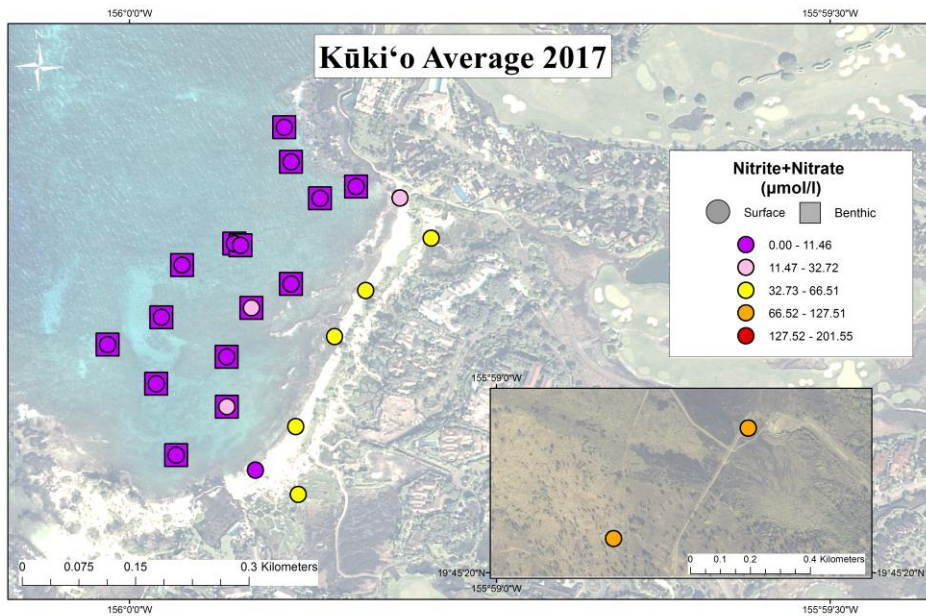 156°0'0"W
155°59'30"W
N
Kūkiʻo Average 2017
Nitrite+Nitrate
(µmol/l)
Surface
Benthic
0.00 - 11.46
11.47 - 32.72
32.73 - 66.51
66.52 - 127.51
127.52 - 201.55
155°59'0"W
0 0.075 0.15 0.3 Kilometers
0 0.1 0.2 0.4 Kilometers
19°45'20"N
155°59'0"W
19°45'20"N
156°0'0"W
155°59'30"W